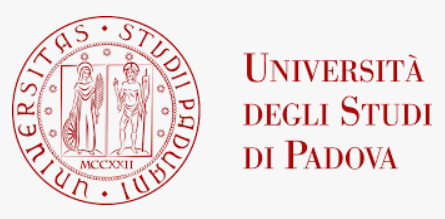 UNIVERSITAS • STUDII PADUANI •
MCCXXII
UNIVERSITÀ
DEGLI STUDI
DI PADOVA